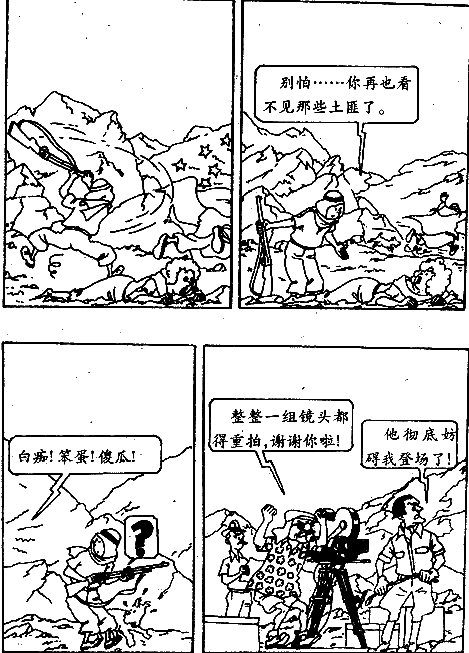 别怕……你再也看
不见那些土匪了。
白痴！笨蛋！傻瓜！
?
整整一组镜头都
得重拍，谢谢你啦！
他彻底妨
碍我登场了！